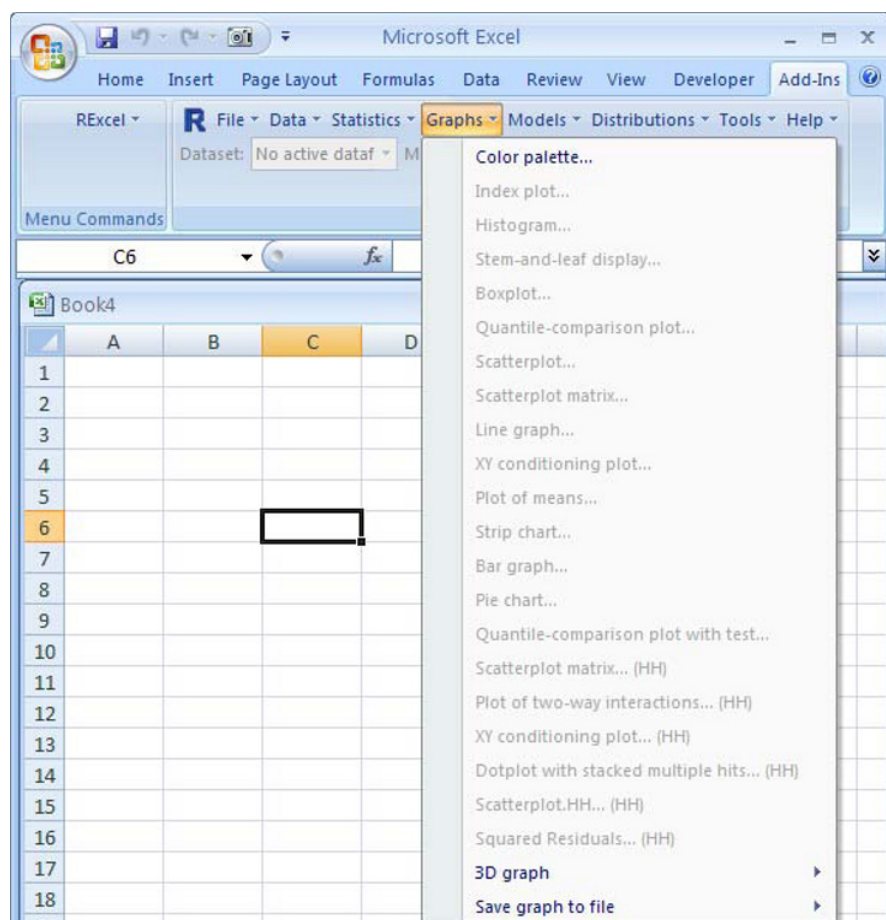 Microsoft Excel
Home Insert Page Layout Formulas Data Review View Developer Add-Ins
RExcel R File Data Statistics Graphs Models Distributions Tools Help
Dataset: No active dataf M
Menu Commands
C6 fx
Book4
A B C D
1
2
3
4
5
6
7
8
9
10
11
12
13
14
15
16
17
18
Color palette...
Index plot...
Histogram...
Stem-and-leaf display...
Boxplot...
Quantile-comparison plot...
Scatterplot...
Scatterplot matrix...
Line graph...
XY conditioning plot...
Plot of means...
Strip chart...
Bar graph...
Pie chart...
Quantile-comparison plot with test...
Scatterplot matrix... (HH)
Plot of two-way interactions... (HH)
XY conditioning plot... (HH)
Dotplot with stacked multiple hits... (HH)
Scatterplot.HH... (HH)
Squared Residuals... (HH)
3D graph
Save graph to file